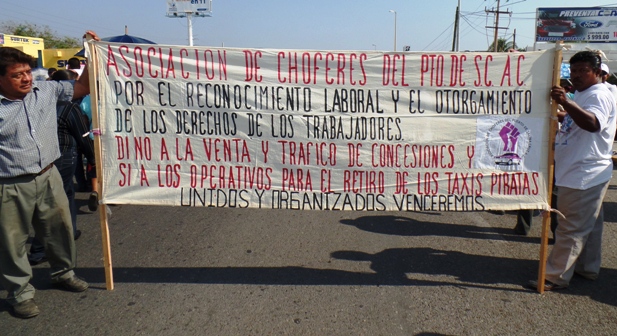 ASOCIACION DE CHOFERES DEL PTO DE S.C. A.C
POR EL RECONOCIMIENTO LABORAL Y EL OTORGAMIENTO
DE LOS DERECHOS DE LOS TRABAJADORES.
DI NO A LA VENTA Y TRAFICO DE CONCESIONES Y
SI A LOS OPERATIVOS PARA EL RETIRO DE LOS TAXIS PIRATAS
UNIDOS Y ORGANIZADOS VENCEREMOS
Ford